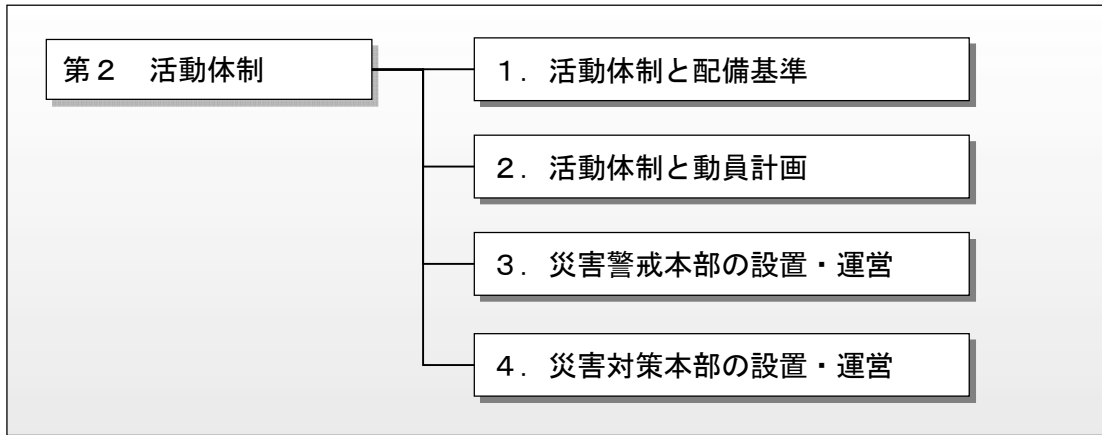 第２　活動体制
１．活動体制と配備基準
２．活動体制と動員計画
３．災害警戒本部の設置・運営
４．災害対策本部の設置・運営